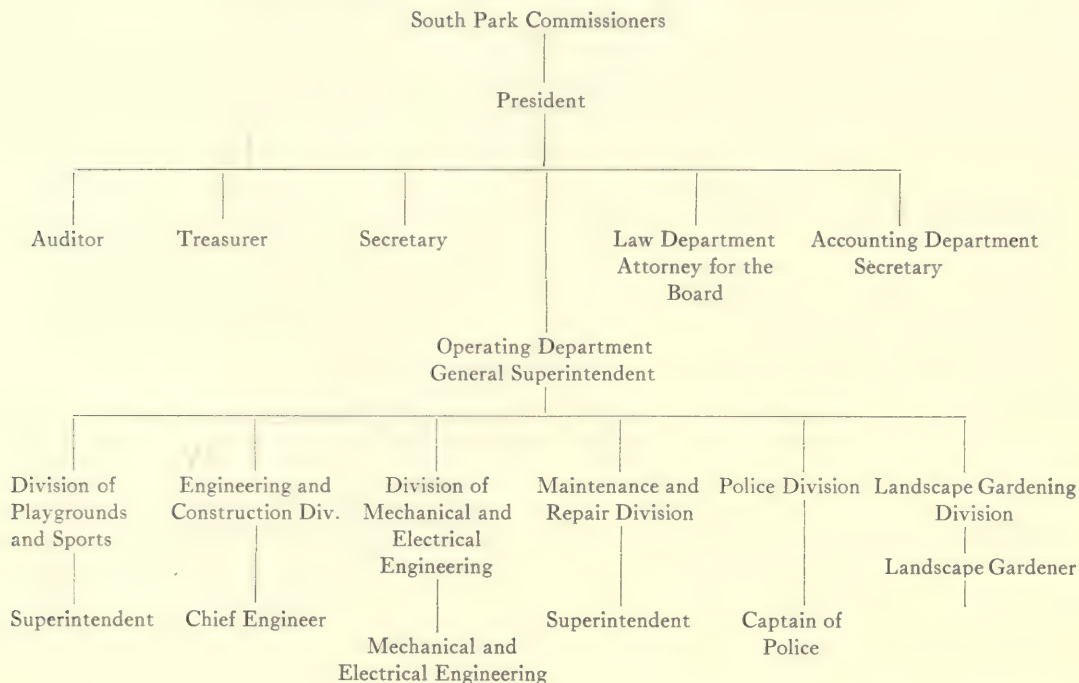 South Park Commissioners
President
Auditor
Treasurer
Secretary
Law Department
Attorney for the
Board
Accounting Department
Secretary
Operating Department
General Superintendent
Division of
Playgrounds
and Sports
Superintendent
Engineering and
Construction Div.
Chief Engineer
Division of
Mechanical and
Electrical
Engineering
Mechanical and
Electrical Engineering
Maintenance and
Repair Division
Superintendent
Police Division
Captain of
Police
Landscape Gardening
Division
Landscape Gardener